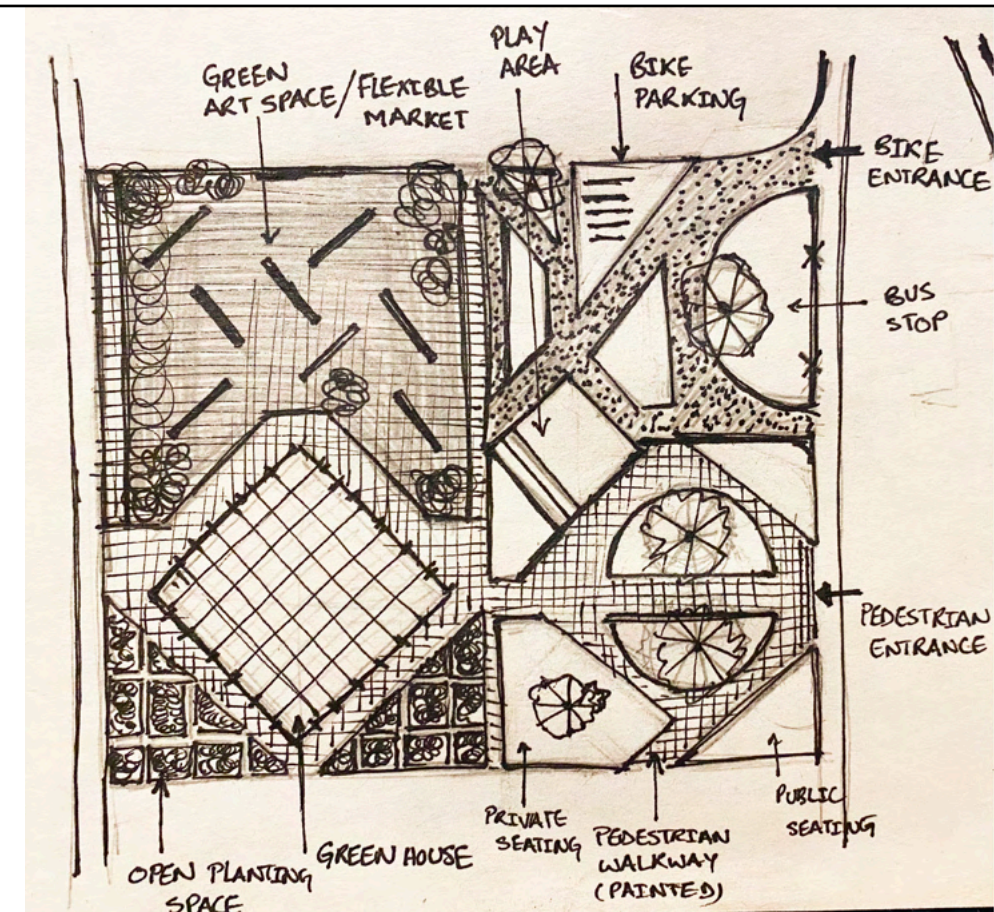 PLAY
AREA
GREEN
ART SPACE/FLEXIBLE
MARKET
BIKE
PARKING
BIKE
ENTRANCE
BUS
STOP
PEDESTRIAN
ENTRANCE
PUBLIC
SEATING
PRIVATE
SEATING
PEDESTRIAN
WALKWAY
(PAINTED)
GREEN HOUSE
OPEN PLANTING
SPACE